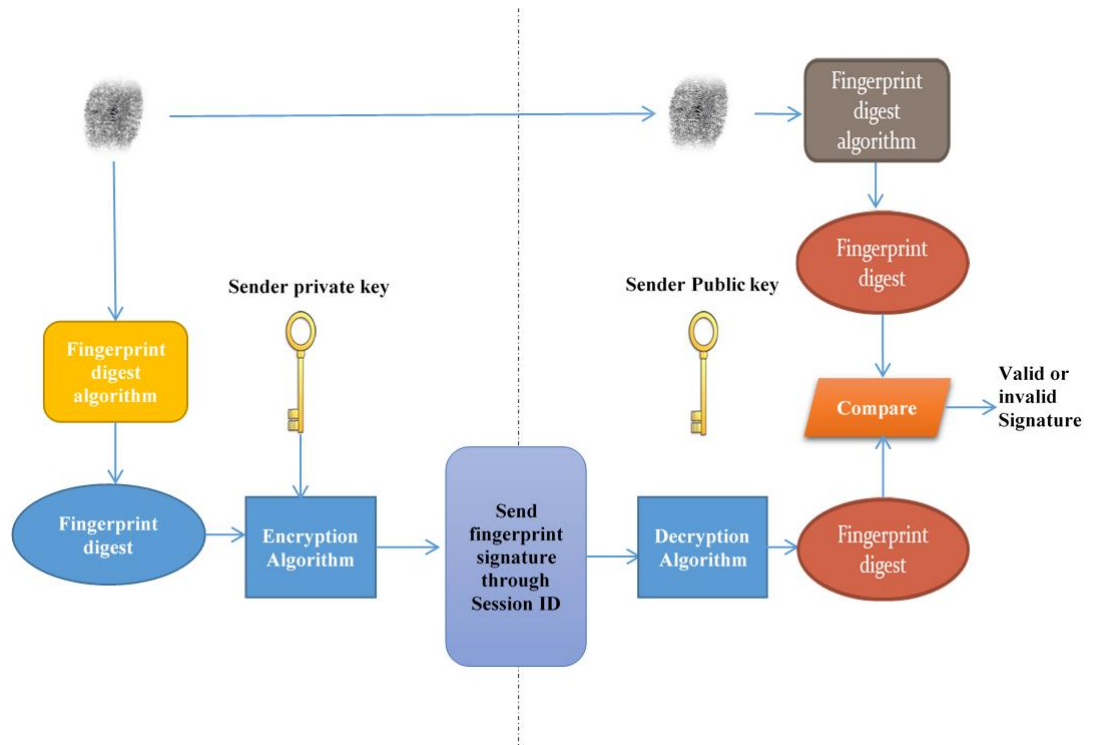 Fingerprint
digest
algorithm
Fingerprint
digest
Sender private key
Sender Public key
Fingerprint
digest
algorithm
Valid or
invalid
Signature
Compare
Fingerprint
digest
Encryption
Algorithm
Send
fingerprint
signature
through
Session ID
Decryption
Algorithm
Fingerprint
digest